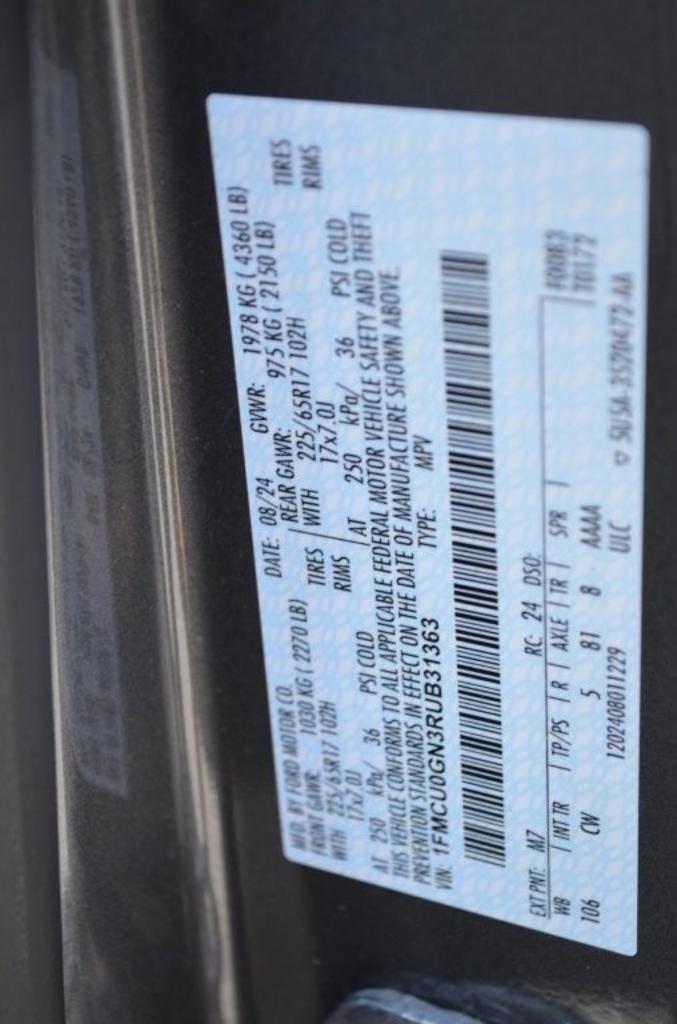 MFD. BY FORD MOTOR CO. DATE: 08/24 GVWR: 1978 KG ( 4360 LB)
FRONT GAWR: 1030 KG ( 2270 LB) REAR GAWR: 975 KG ( 2150 LB)
WITH 225/65R17 102H TIRES WITH 225/65R17 102H TIRES
17x7.0J RIMS 17x7.0J RIMS
AT 250 kPa/ 36 PSI COLD AT 250 kPa/ 36 PSI COLD
THIS VEHICLE CONFORMS TO ALL APPLICABLE FEDERAL MOTOR VEHICLE SAFETY AND THEFT
PREVENTION STANDARDS IN EFFECT ON THE DATE OF MANUFACTURE SHOWN ABOVE.
VIN: 1FMCU0GN3RUB31363 TYPE: MPV
EXT PNT: M7 RC: 24 DSO: F0083
WB INT TR TP/PS R AXLE TR SPR T0172
106 CW 5 81 8 AAAA
1202408011229 ULC ▽ 5U5A-3520472-AA